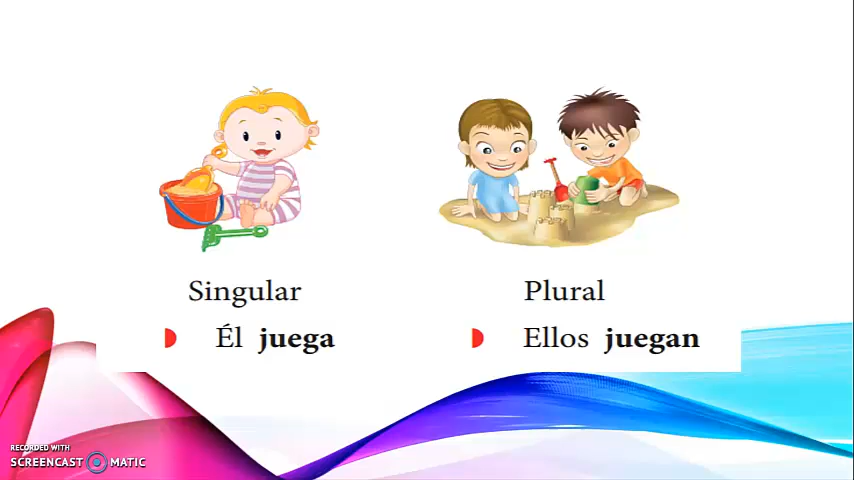 Singular
Plural
Él juega
Ellos juegan
RECORDED WITH
SCREENCAST MATIC